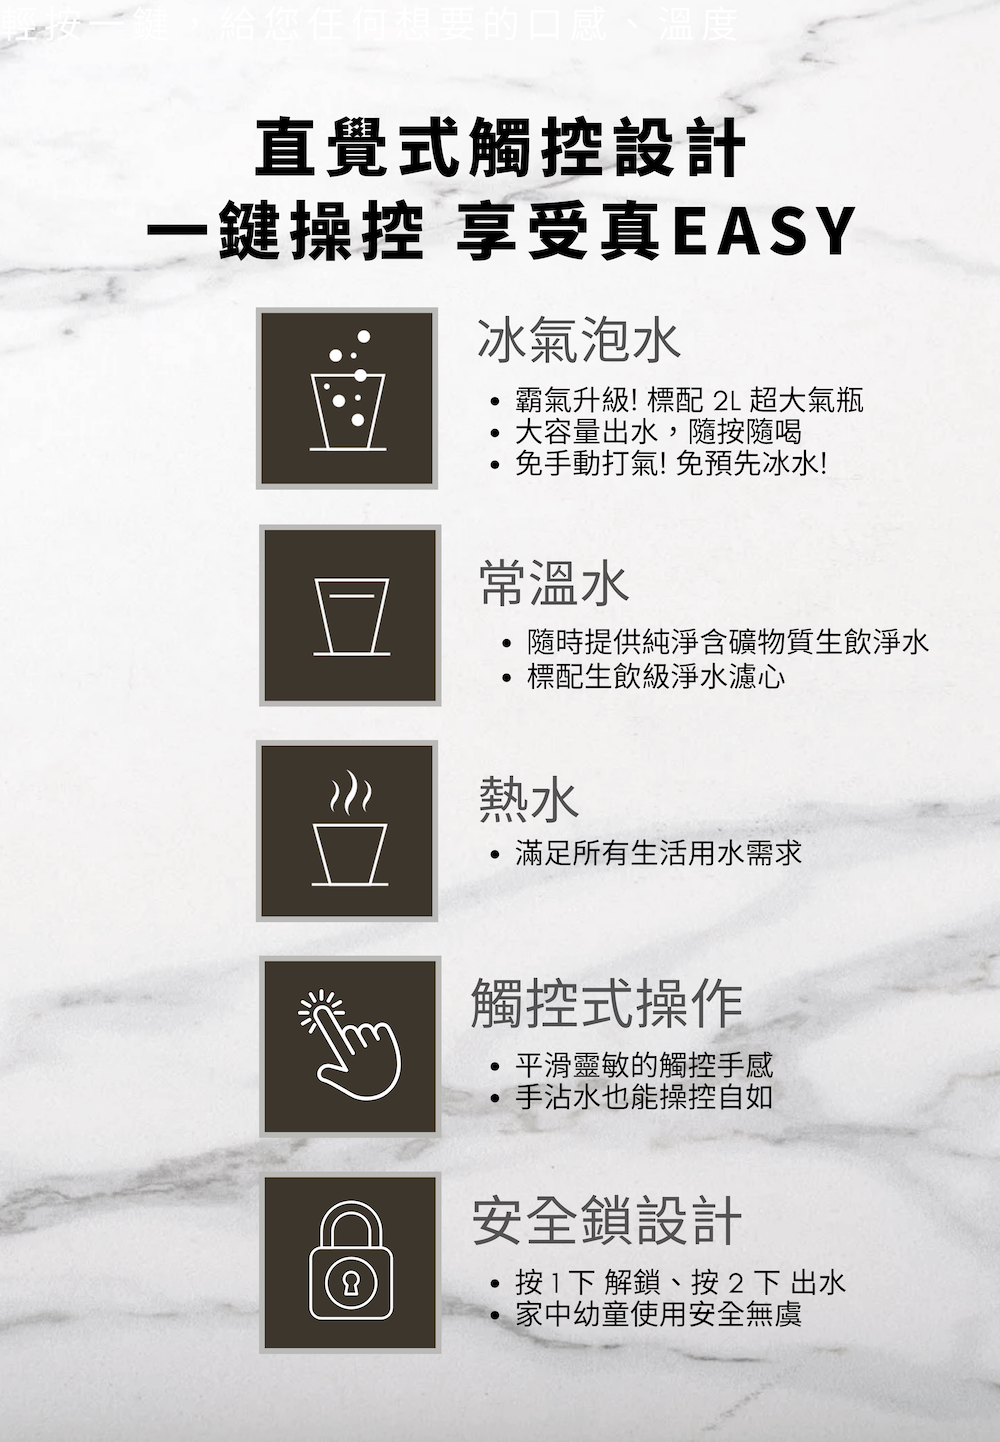 輕按一鍵，給您任何想要的口感、溫度
直覺式觸控設計
一鍵操控 享受真EASY
冰氣泡水
• 霸氣升級! 標配 2L 超大氣瓶
• 大容量出水，隨按隨喝
• 免手動打氣! 免預先冰水!
常溫水
• 隨時提供純淨含礦物質生飲淨水
• 標配生飲級淨水濾心
熱水
• 滿足所有生活用水需求
觸控式操作
• 平滑靈敏的觸控手感
• 手沾水也能操控自如
安全鎖設計
• 按 1 下 解鎖、按 2 下 出水
• 家中幼童使用安全無虞